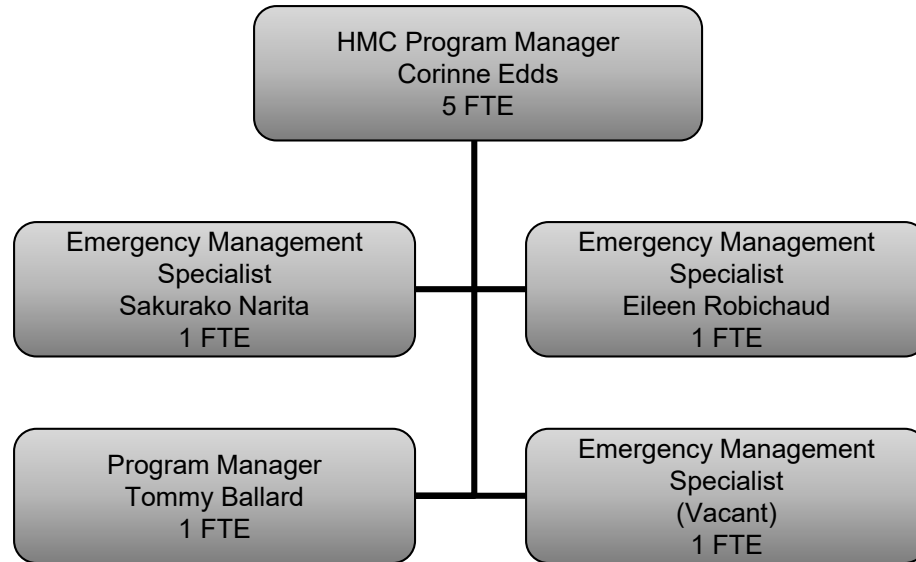 HMC Program Manager
Corinne Edds
5 FTE
Emergency Management
Specialist
Sakurako Narita
1 FTE
Emergency Management
Specialist
Eileen Robichaud
1 FTE
Program Manager
Tommy Ballard
1 FTE
Emergency Management
Specialist
(Vacant)
1 FTE